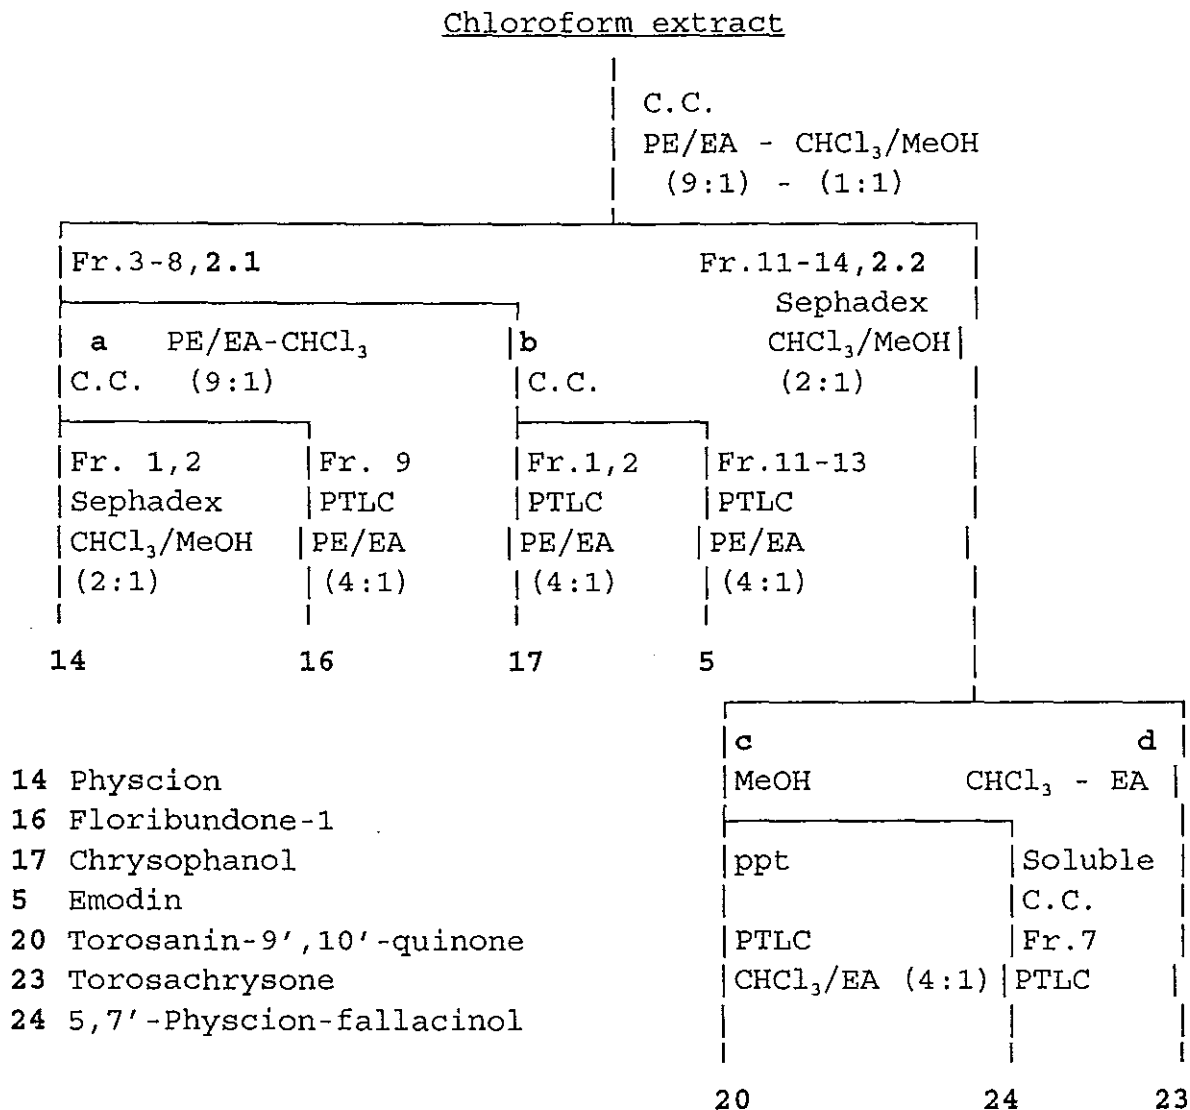 Chloroform extract
C.C.
PE/EA - CHCl₃/MeOH
(9:1) - (1:1)
Fr.3-8, 2.1 Fr.11-14, 2.2
Sephadex
a PE/EA-CHCl₃ b CHCl₃/MeOH
C.C. (9:1) C.C. (2:1)
Fr. 1,2 Fr. 9 Fr.1,2 Fr.11-13
Sephadex PTLC PTLC PTLC
CHCl₃/MeOH PE/EA PE/EA PE/EA
(2:1) (4:1) (4:1) (4:1)
14 16 17 5
c d
14 Physcion MeOH CHCl₃ - EA
16 Floribundone-1
17 Chrysophanol ppt Soluble
5 Emodin C.C.
20 Torosanin-9′,10′-quinone PTLC Fr.7
23 Torosachrysone CHCl₃/EA (4:1) PTLC
24 5,7′-Physcion-fallacinol
20 24 23